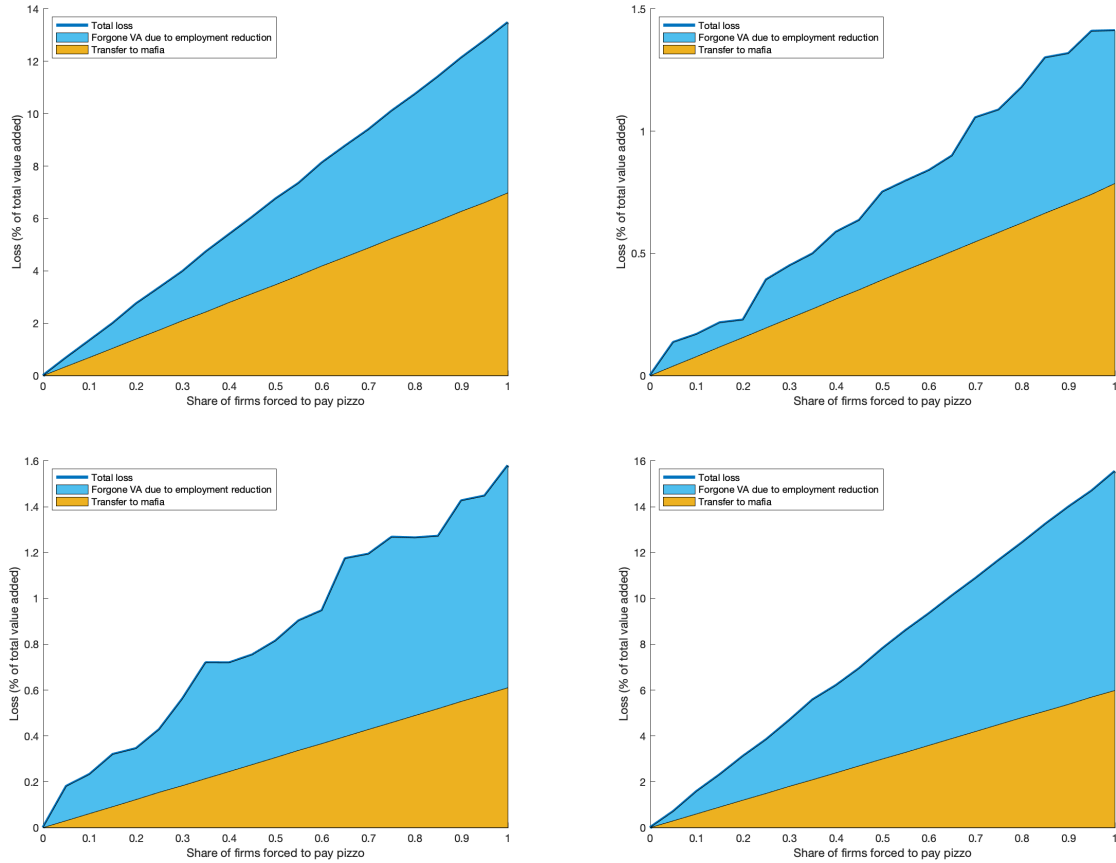 14
12
10
8
6
4
2
0
Loss (% of total value added)
Total loss
Forgone VA due to employment reduction
Transfer to mafia
0 0.1 0.2 0.3 0.4 0.5 0.6 0.7 0.8 0.9 1
Share of firms forced to pay pizzo
1.5
1
0.5
0
Loss (% of total value added)
Total loss
Forgone VA due to employment reduction
Transfer to mafia
0 0.1 0.2 0.3 0.4 0.5 0.6 0.7 0.8 0.9 1
Share of firms forced to pay pizzo
1.6
1.4
1.2
1
0.8
0.6
0.4
0.2
0
Loss (% of total value added)
Total loss
Forgone VA due to employment reduction
Transfer to mafia
0 0.1 0.2 0.3 0.4 0.5 0.6 0.7 0.8 0.9 1
Share of firms forced to pay pizzo
16
14
12
10
8
6
4
2
0
Loss (% of total value added)
Total loss
Forgone VA due to employment reduction
Transfer to mafia
0 0.1 0.2 0.3 0.4 0.5 0.6 0.7 0.8 0.9 1
Share of firms forced to pay pizzo